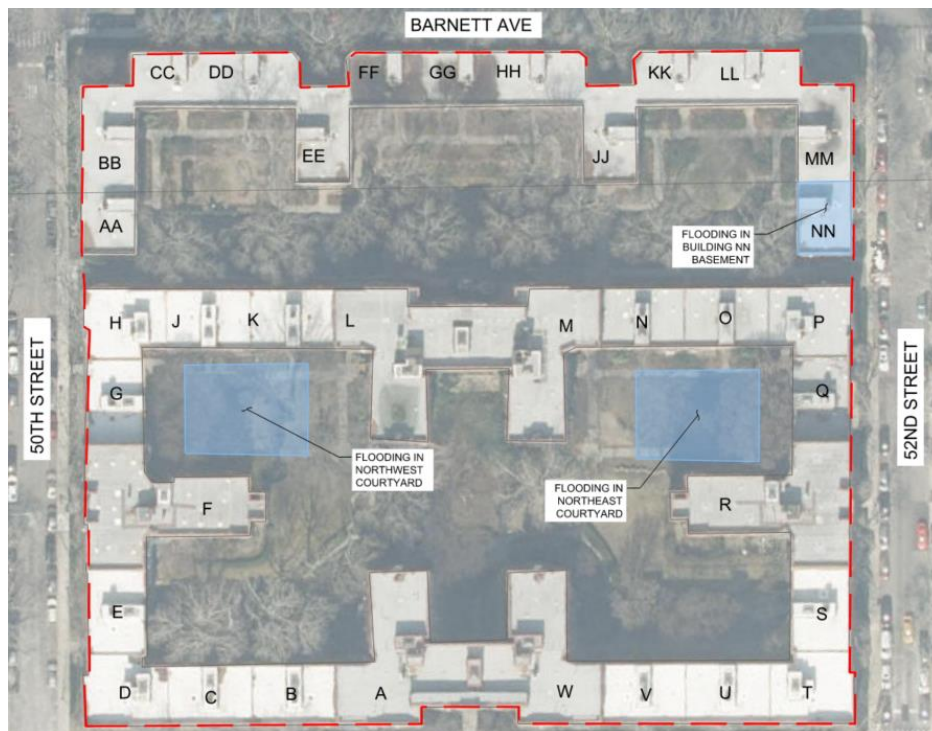 BARNETT AVE
CC DD FF GG HH KK LL
BB EE JJ MM
AA NN
FLOODING IN
BUILDING NN
BASEMENT
H J K L M N O P
G Q
50TH STREET
52ND STREET
FLOODING IN
NORTHWEST
COURTYARD
FLOODING IN
NORTHEAST
COURTYARD
F R
E S
D C B A W V U T